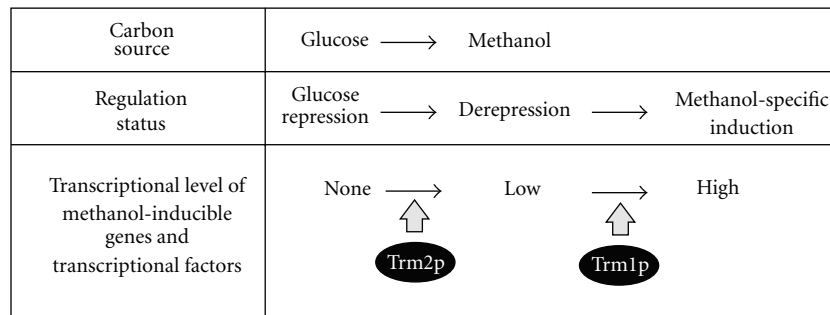 Carbon
source
Glucose Methanol
Regulation
status
Glucose
repression
Derepression
Methanol-specific
induction
Transcriptional level of
methanol-inducible
genes and
transcriptional factors
None Low High
Trm2p Trm1p